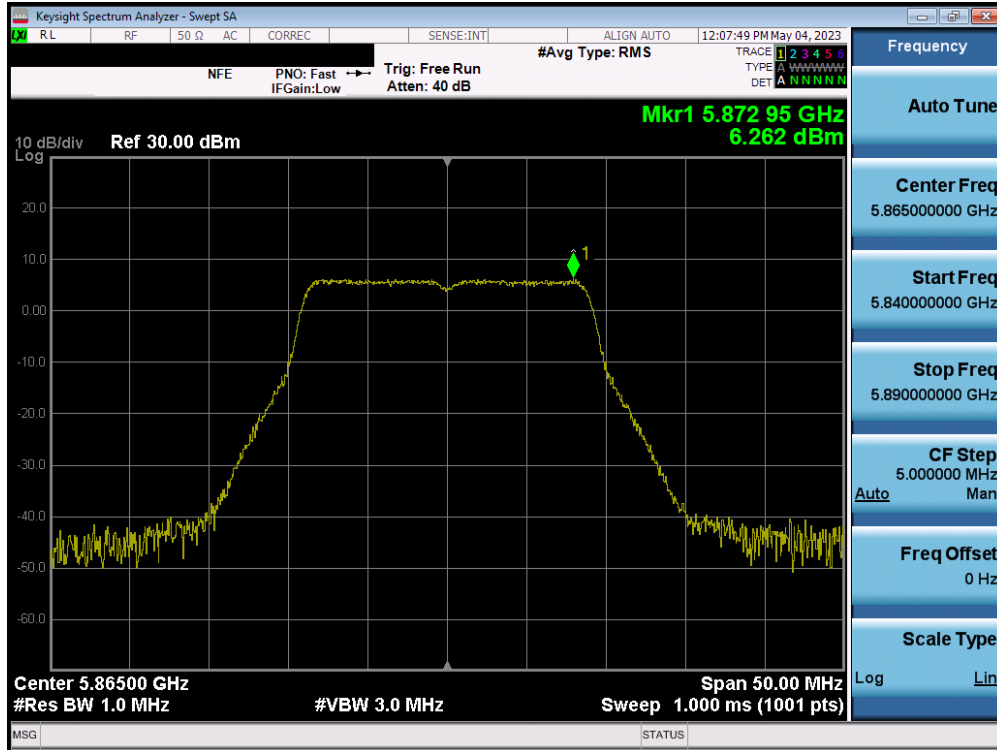 Keysight Spectrum Analyzer - Swept SA
LXI RL RF 50 Ω AC CORREC SENSE:INT ALIGN AUTO 12:07:49 PM May 04, 2023
NFE PNO: Fast Trig: Free Run #Avg Type: RMS TRACE 1 2 3 4 5 6
IFGain:Low Atten: 40 dB TYPE A WWWWW
DET A N N N N N
Mkr1 5.872 95 GHz
6.262 dBm
10 dB/div Ref 30.00 dBm
Log
20.0
10.0
0.00
-10.0
-20.0
-30.0
-40.0
-50.0
-60.0
1
Center 5.86500 GHz Span 50.00 MHz
#Res BW 1.0 MHz #VBW 3.0 MHz Sweep 1.000 ms (1001 pts)
MSG STATUS
Frequency
Auto Tune
Center Freq
5.865000000 GHz
Start Freq
5.840000000 GHz
Stop Freq
5.890000000 GHz
CF Step
5.000000 MHz
Auto Man
Freq Offset
0 Hz
Scale Type
Log Lin